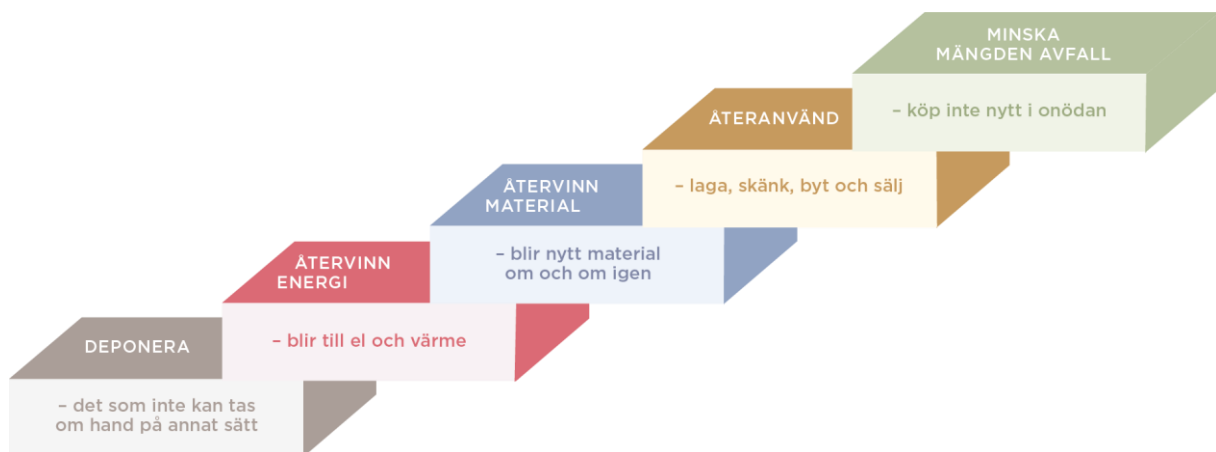 MINSKA
MÄNGDEN AVFALL
– köp inte nytt i onödan
ÅTERANVÄND
– laga, skänk, byt och sälj
ÅTERVINN
MATERIAL
– blir nytt material
om och om igen
ÅTERVINN
ENERGI
– blir till el och värme
DEPONERA
– det som inte kan tas
om hand på annat sätt